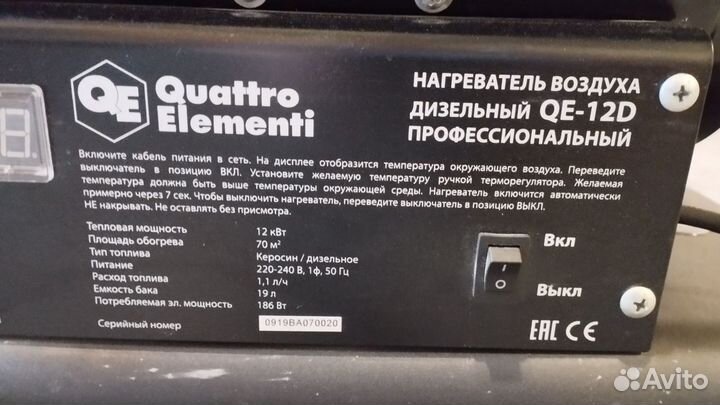 QE Quattro Elementi
НАГРЕВАТЕЛЬ ВОЗДУХА
ДИЗЕЛЬНЫЙ QE-12D
ПРОФЕССИОНАЛЬНЫЙ
Включите кабель питания в сеть. На дисплее отобразится температура окружающего воздуха. Переведите
выключатель в позицию ВКЛ. Установите желаемую температуру ручкой терморегулятора. Желаемая
температура должна быть выше температуры окружающей среды. Нагреватель включится автоматически
примерно через 7 сек. Чтобы выключить нагреватель, переведите выключатель в позицию ВЫКЛ.
НЕ НАКРЫВАТЬ. Не оставлять без присмотра.
Тепловая мощность 12 кВт
Площадь обогрева 70 м²
Тип топлива Керосин / дизельное
Питание 220-240 В, 1ф, 50 Гц
Расход топлива 1,1 л/ч
Емкость бака 19 л
Потребляемая эл. мощность 186 Вт
Серийный номер 0919BA070020
Вкл
Выкл
EAC CE
Avito